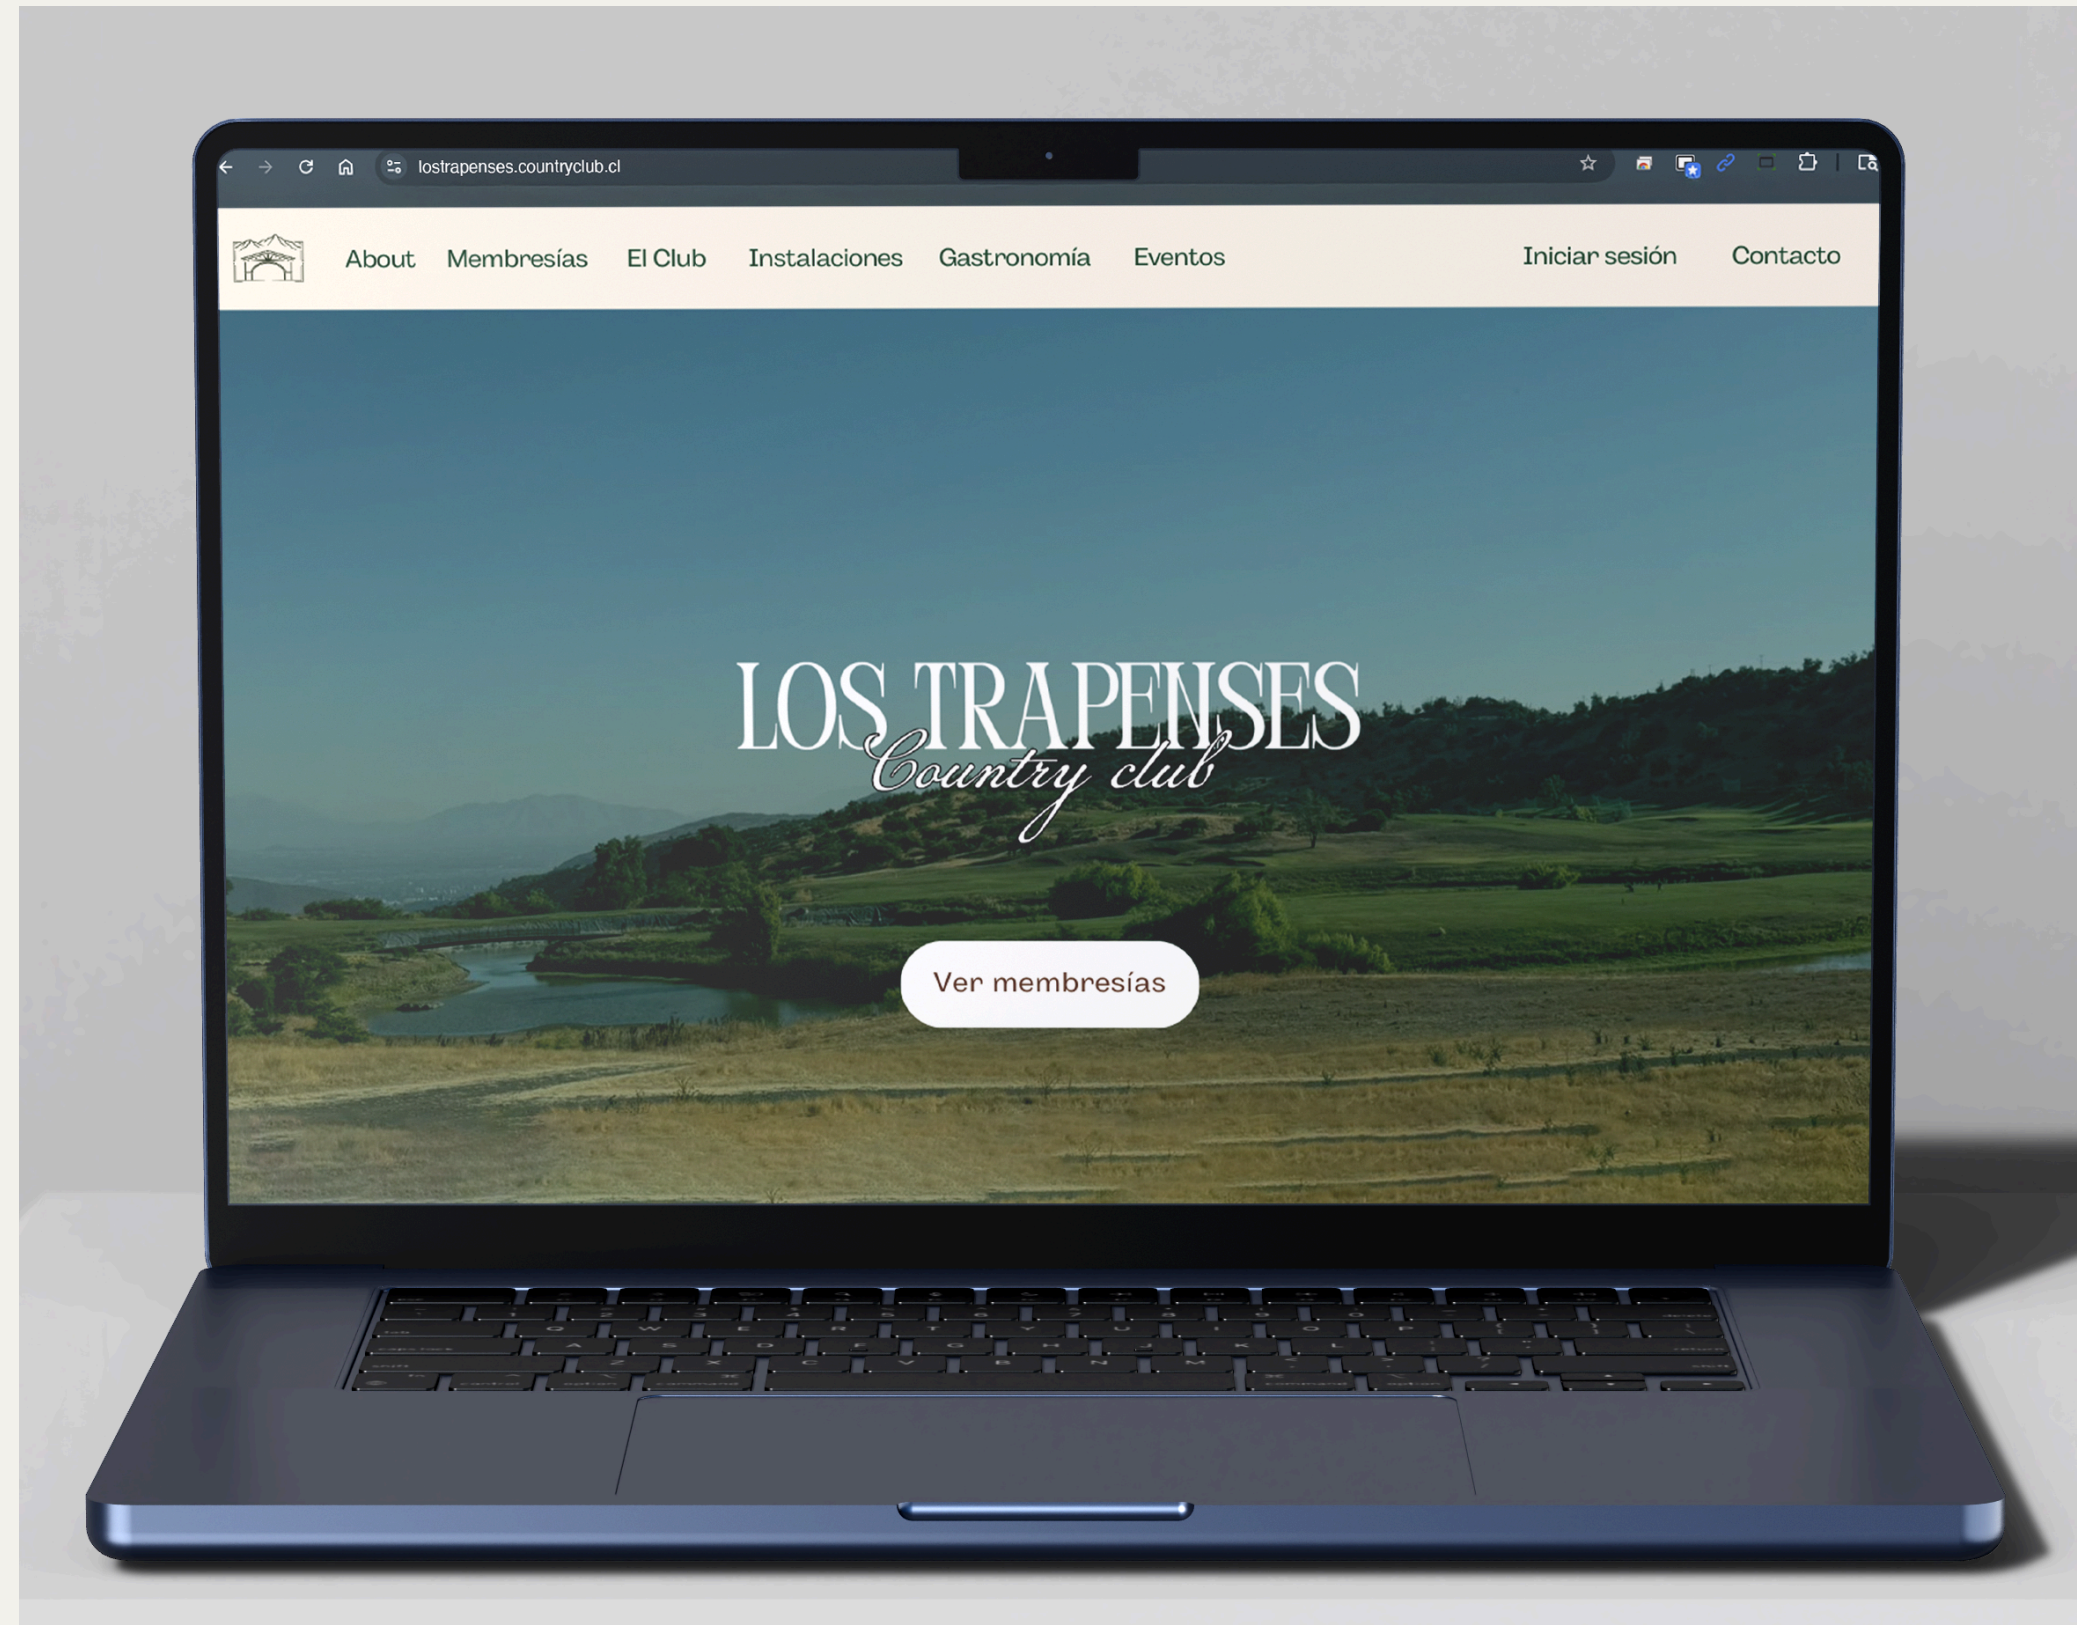 lostrapenses.countryclub.cl
About Membresías El Club Instalaciones Gastronomía Eventos Iniciar sesión Contacto
LOS TRAPENSES
Country club
Ver membresías
tab Q W E R T Y U I O P
A S D F G H J K L
Z X C V B N M